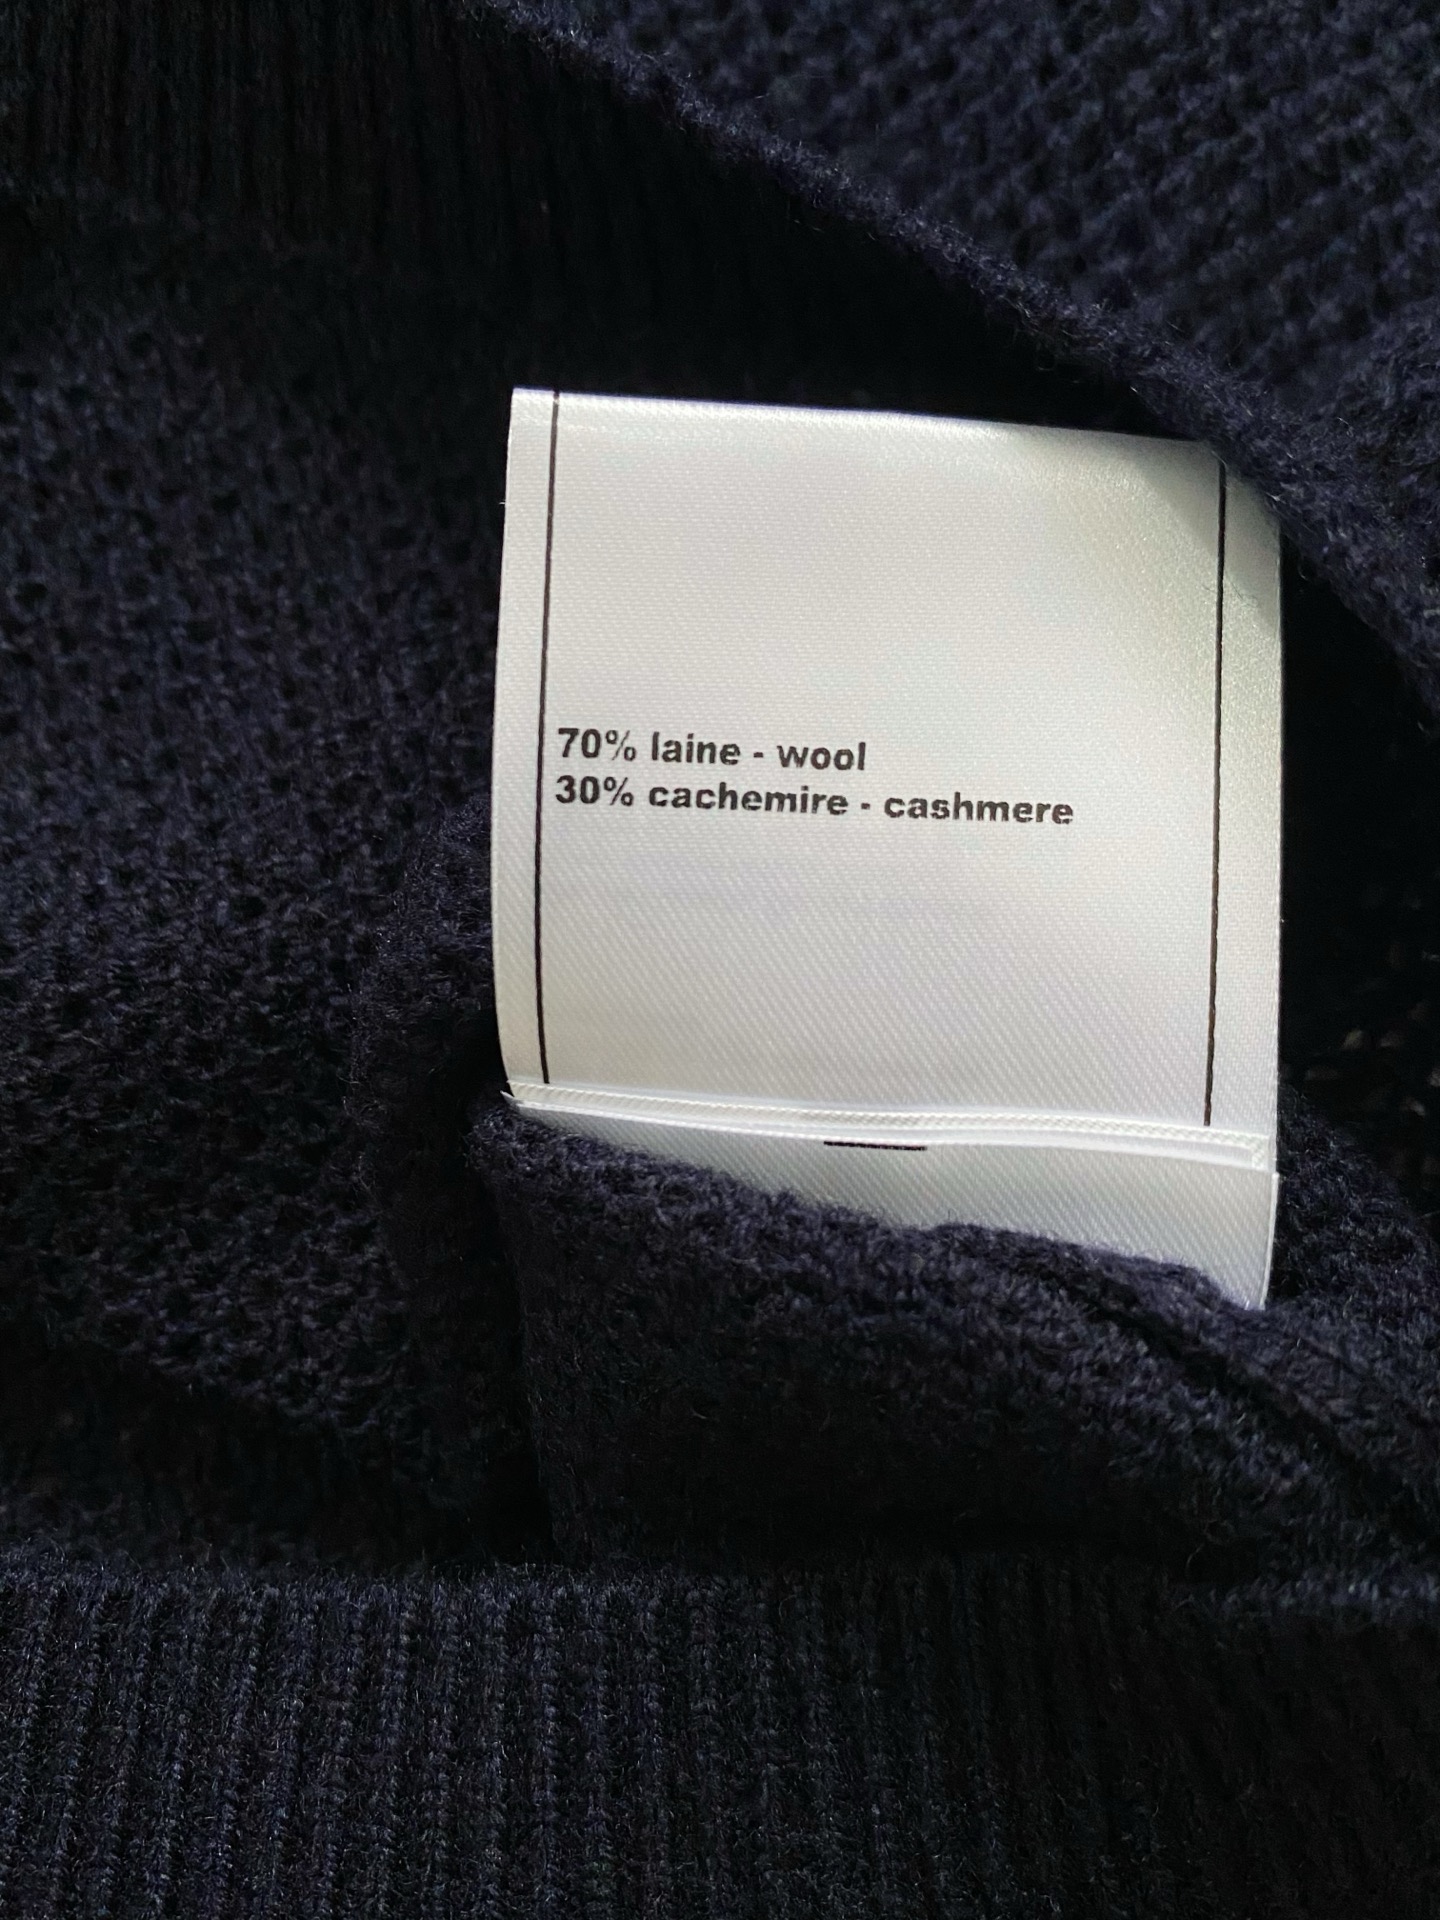 70% laine - wool
30% cachemire - cashmere